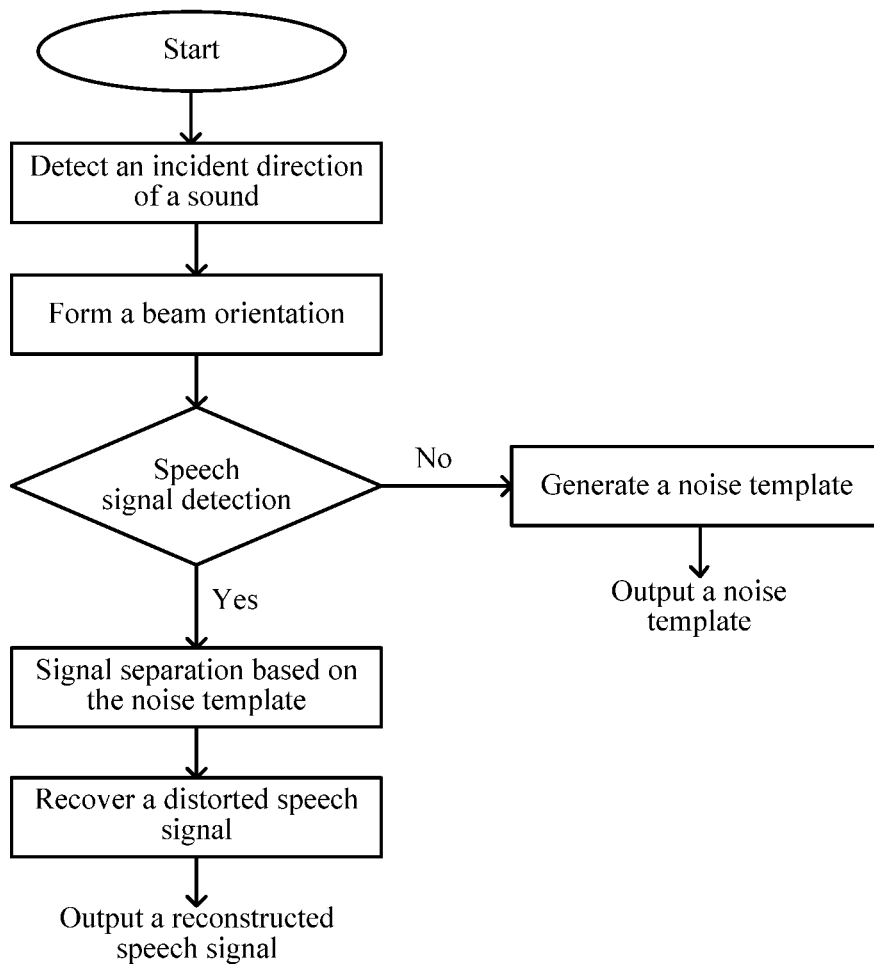 Start
Detect an incident direction
of a sound
Form a beam orientation
Speech
signal detection
No
Generate a noise template
Output a noise
template
Yes
Signal separation based on
the noise template
Recover a distorted speech
signal
Output a reconstructed
speech signal